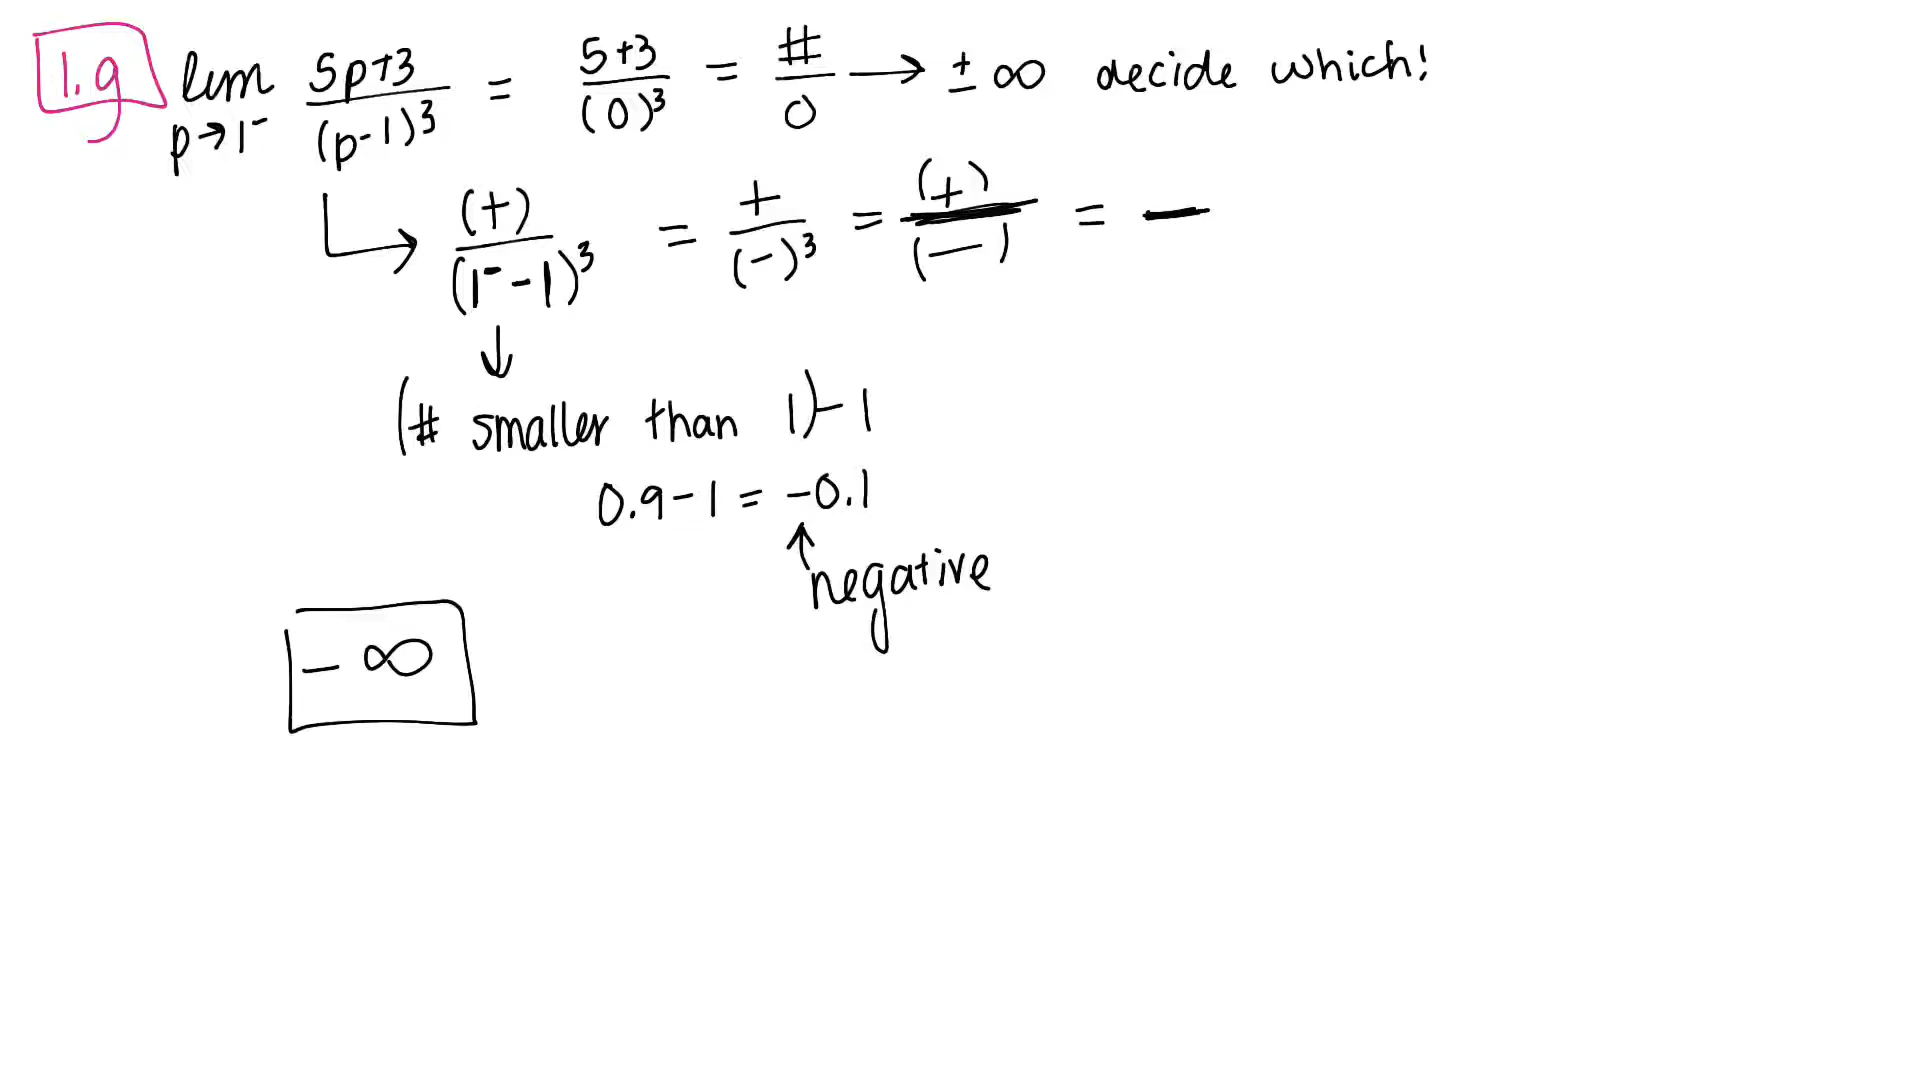 1.g lim p→1⁻ (5p+3)/(p-1)³ = (5+3)/(0)³ = #/0 → ±∞ decide which!
(+)/(1⁻-1)³ = +/(-)³ = (+)/(-) = -
(# smaller than 1)-1
0.9-1 = -0.1
negative
-∞